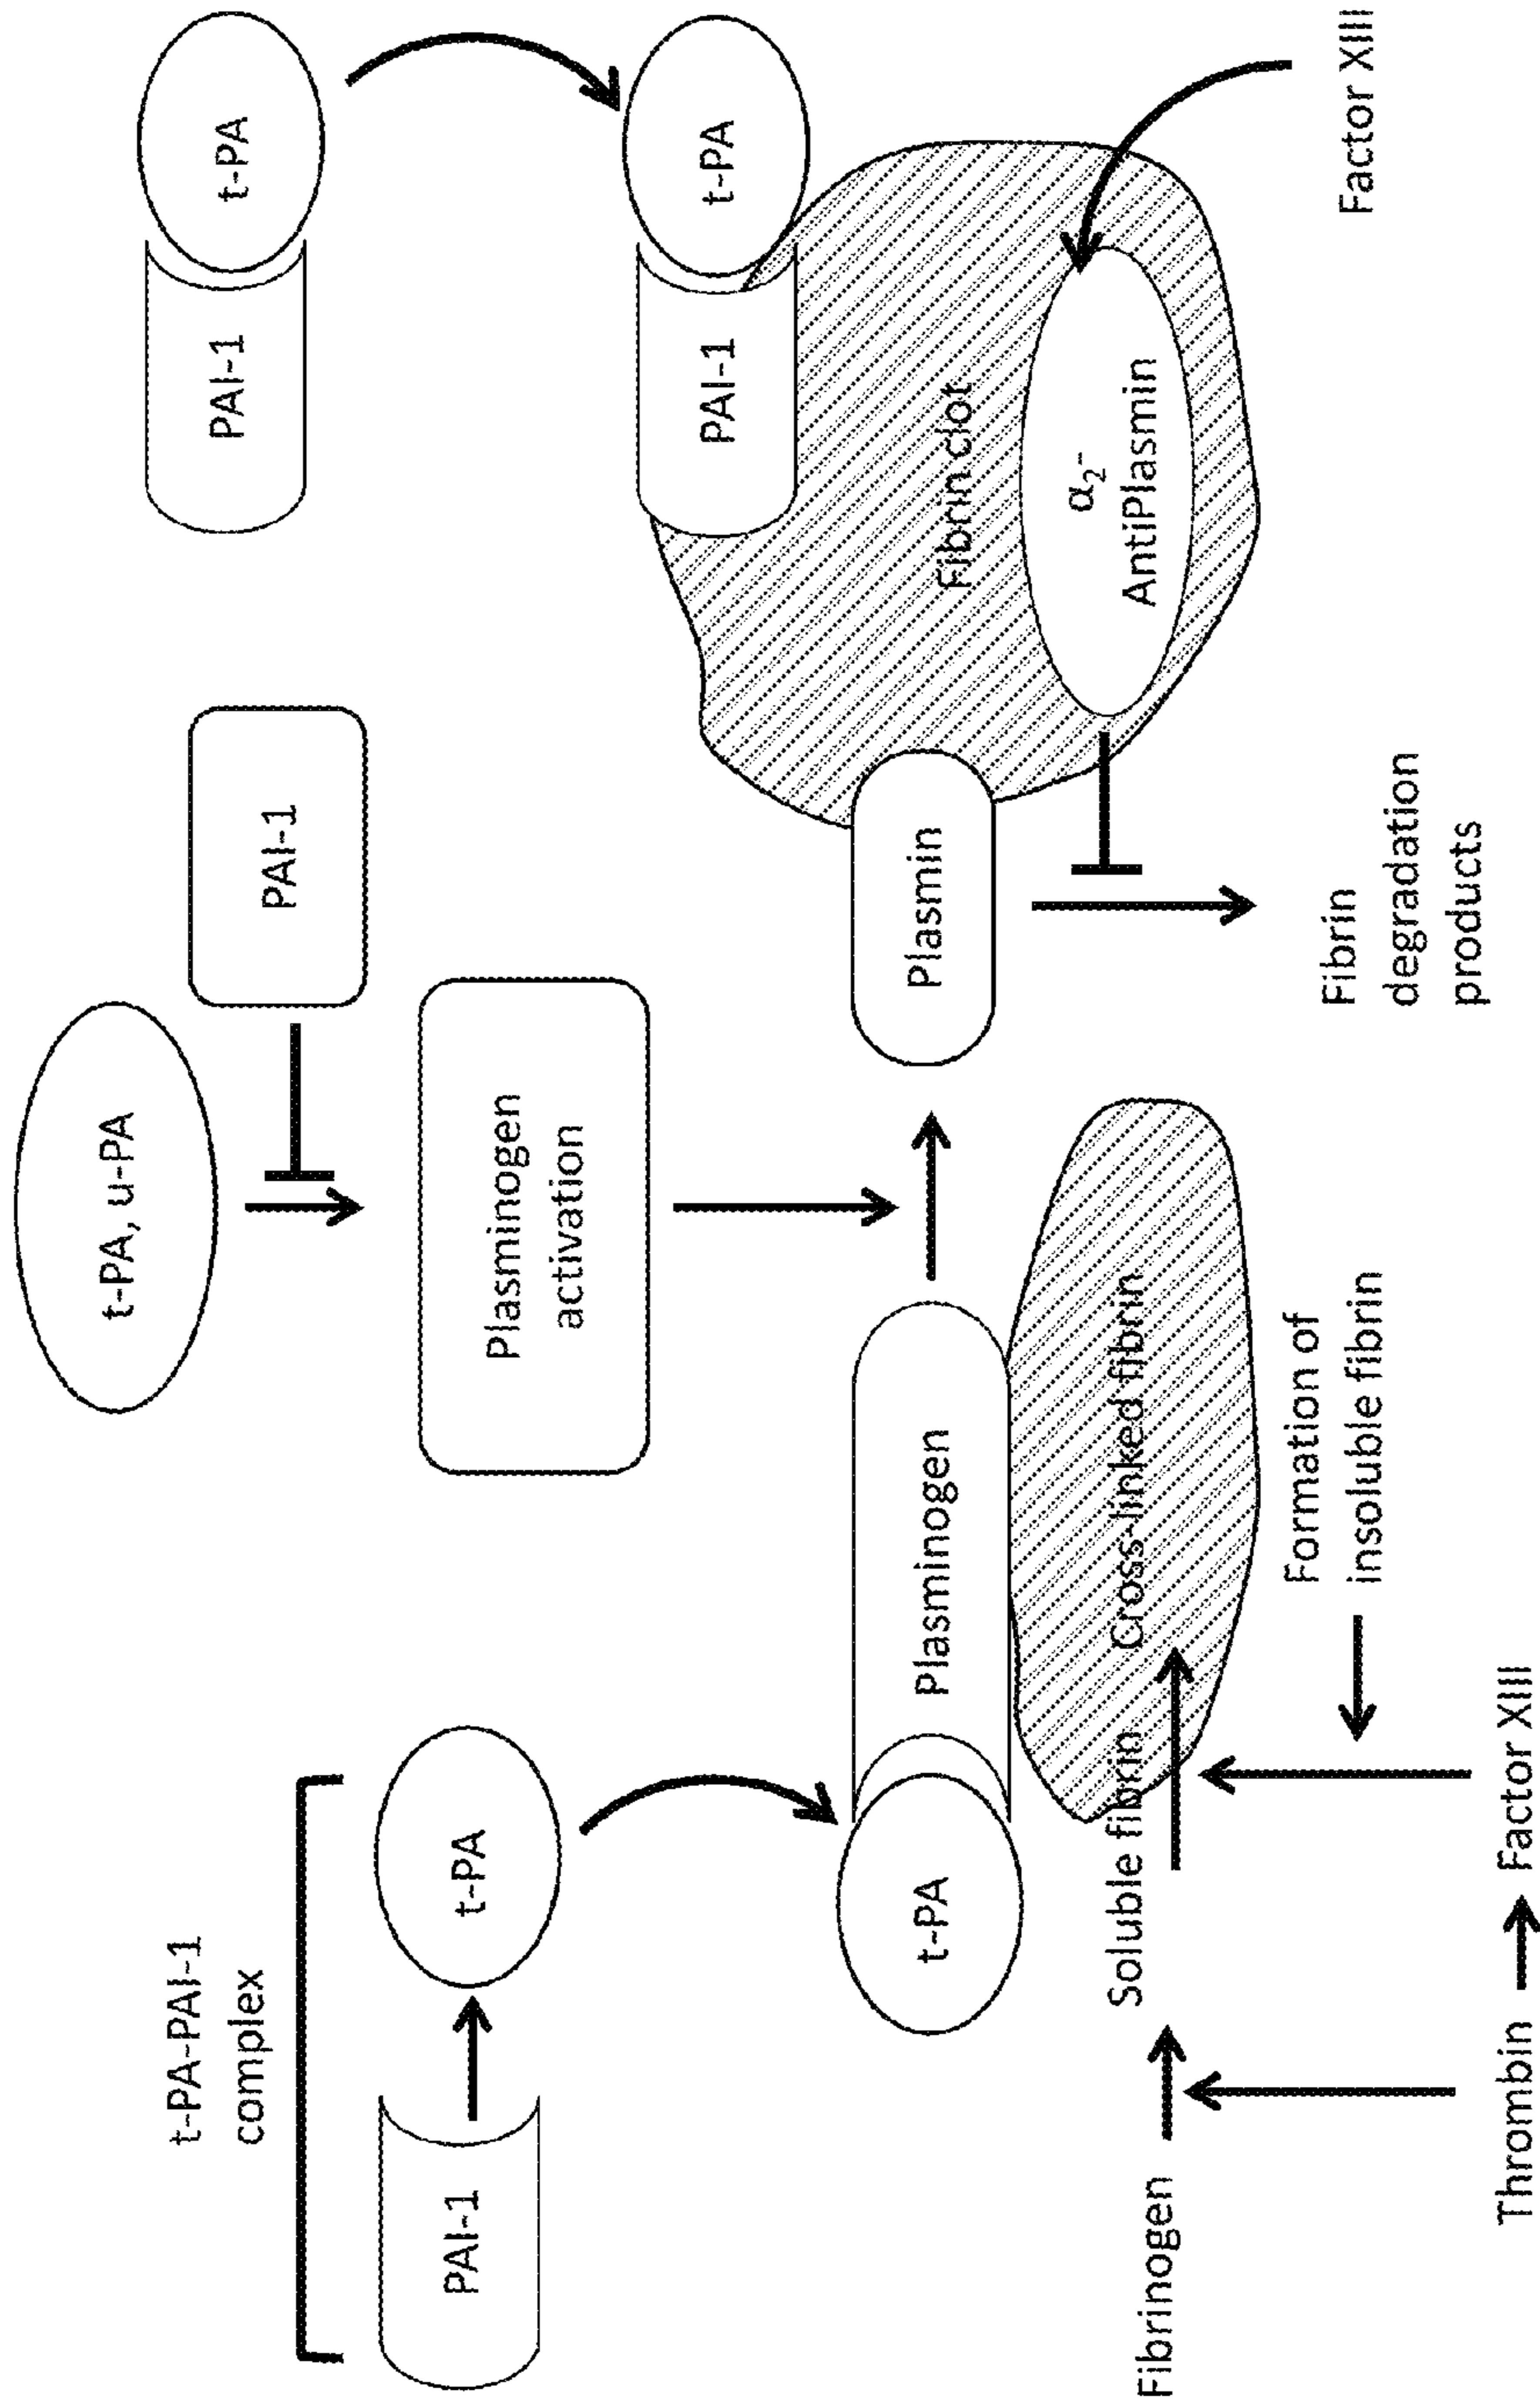 t-PA-PAI-1
complex
PAI-1
t-PA
t-PA, u-PA
PAI-1
Plasminogen
activation
PAI-1
t-PA
t-PA
Plasminogen
Plasmin
PAI-1
t-PA
Fibrin clot
α₂-
AntiPlasmin
Fibrinogen
Soluble fibrin
Cross-linked fibrin
Formation of
insoluble fibrin
Fibrin
degradation
products
Factor XIII
Thrombin
Factor XIII